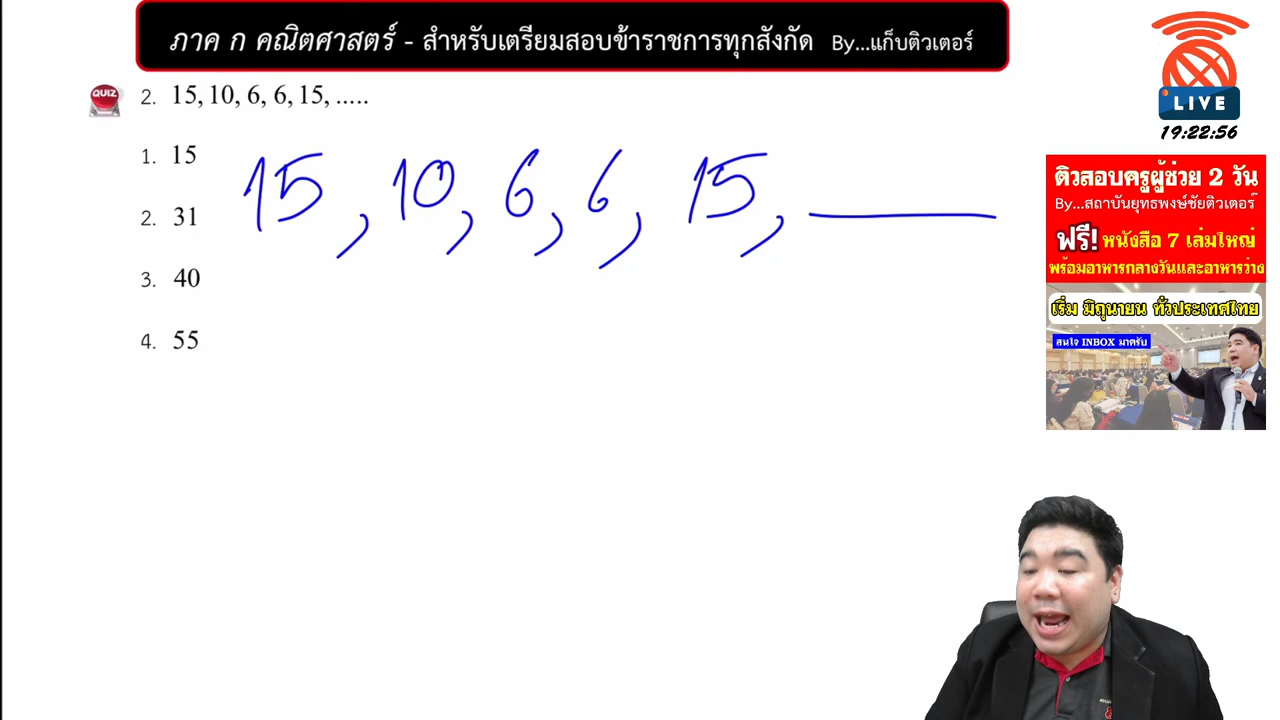 ภาค ก คณิตศาสตร์ - สำหรับเตรียมสอบข้าราชการทุกสังกัด By...แก็บติวเตอร์
QUIZ
2. 15, 10, 6, 6, 15, .....
1. 15
2. 31
3. 40
4. 55
15, 10, 6, 6, 15, ______
LIVE
19:22:56
ติวสอบครูผู้ช่วย 2 วัน
By...สถาบันยุทธพงษ์ชัยติวเตอร์
ฟรี! หนังสือ 7 เล่มใหญ่
พร้อมอาหารกลางวันและอาหารว่าง
เริ่ม มิถุนายน ทั่วประเทศไทย
สนใจ INBOX มาครับ